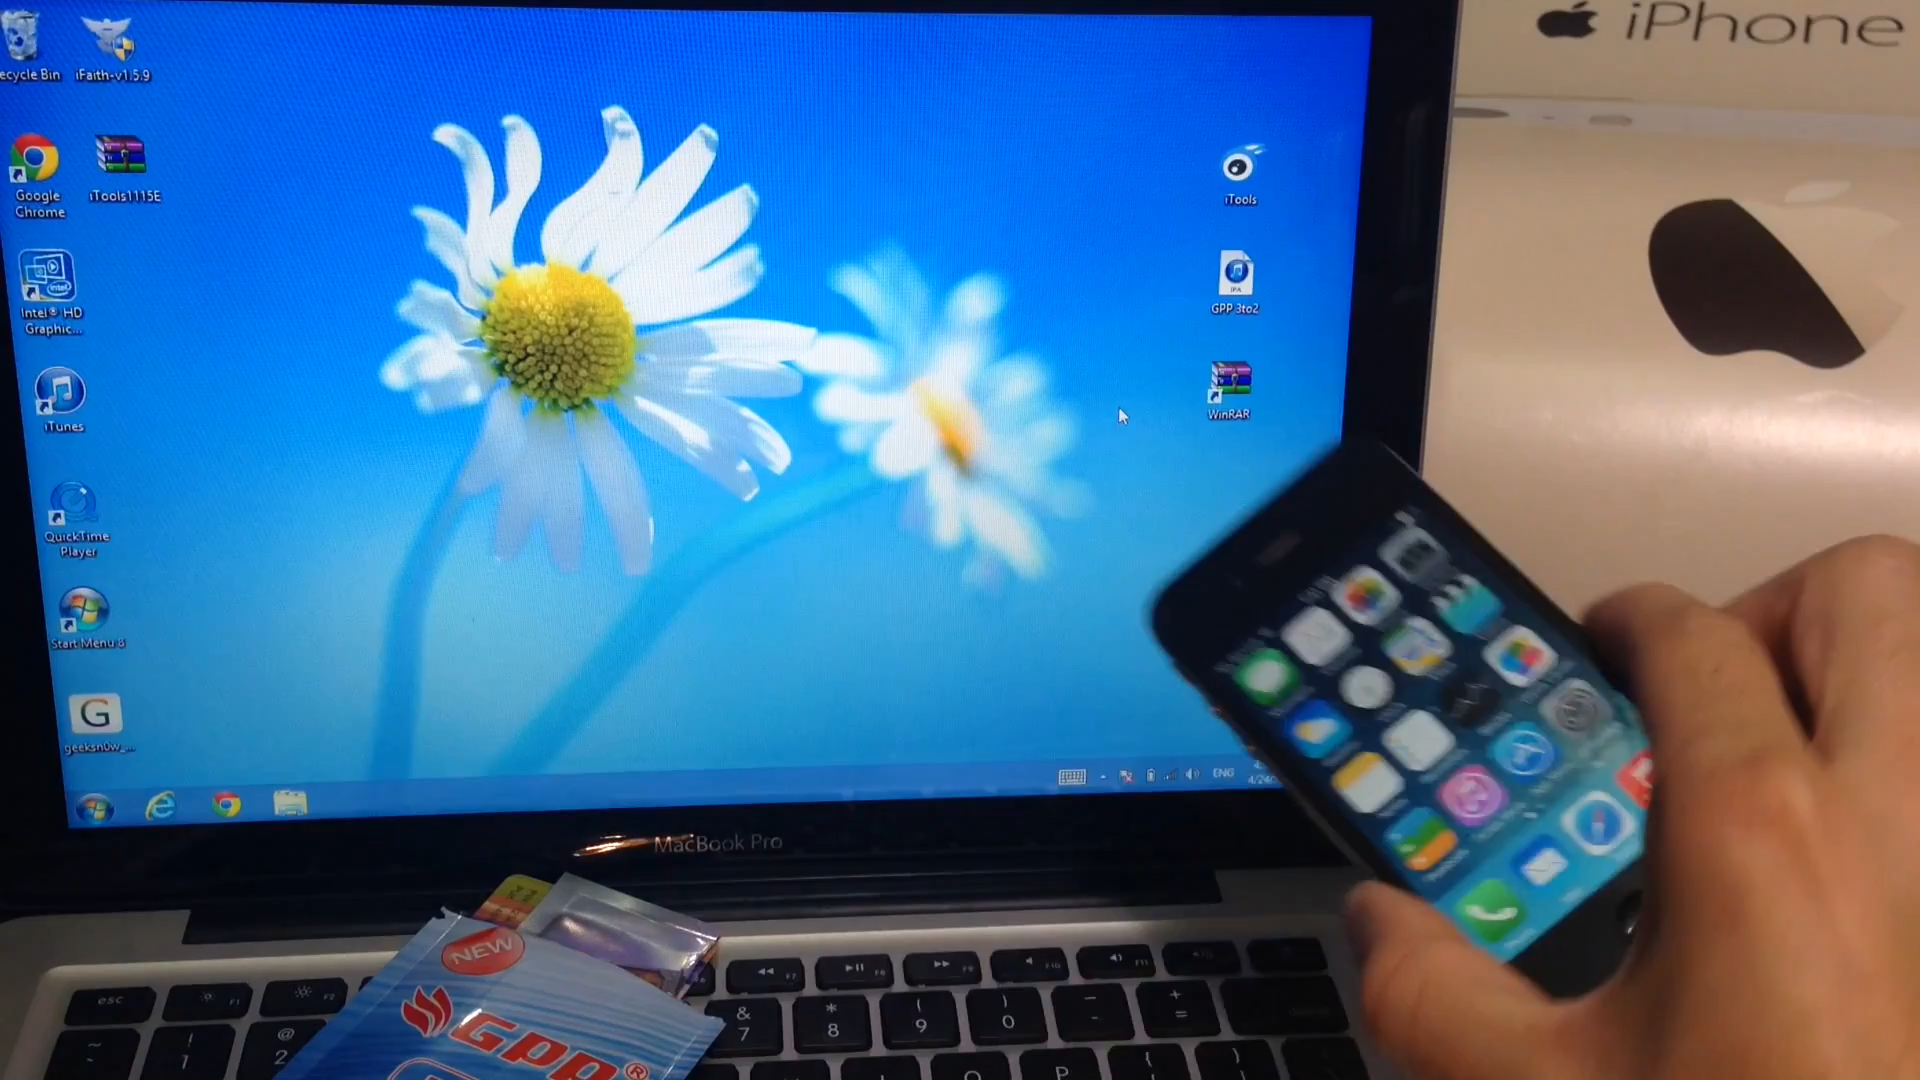 iPhone
ecycle Bin
iFaith-v1.5.9
Google
Chrome
iTools1115E
iTools
Intel® HD
Graphic...
intel
IPA
GPP 3to2
iTunes
WinRAR
QuickTime
Player
Start Menu 8
G
geeksn0w_...
ENG
MacBook Pro
NEW
Gpp®
esc
F1
F2
F7
F8
F9
F10
F11
~
!
1
@
2
&
7
*
8
(
9
)
0
-
+
=
O
P
{
[
}